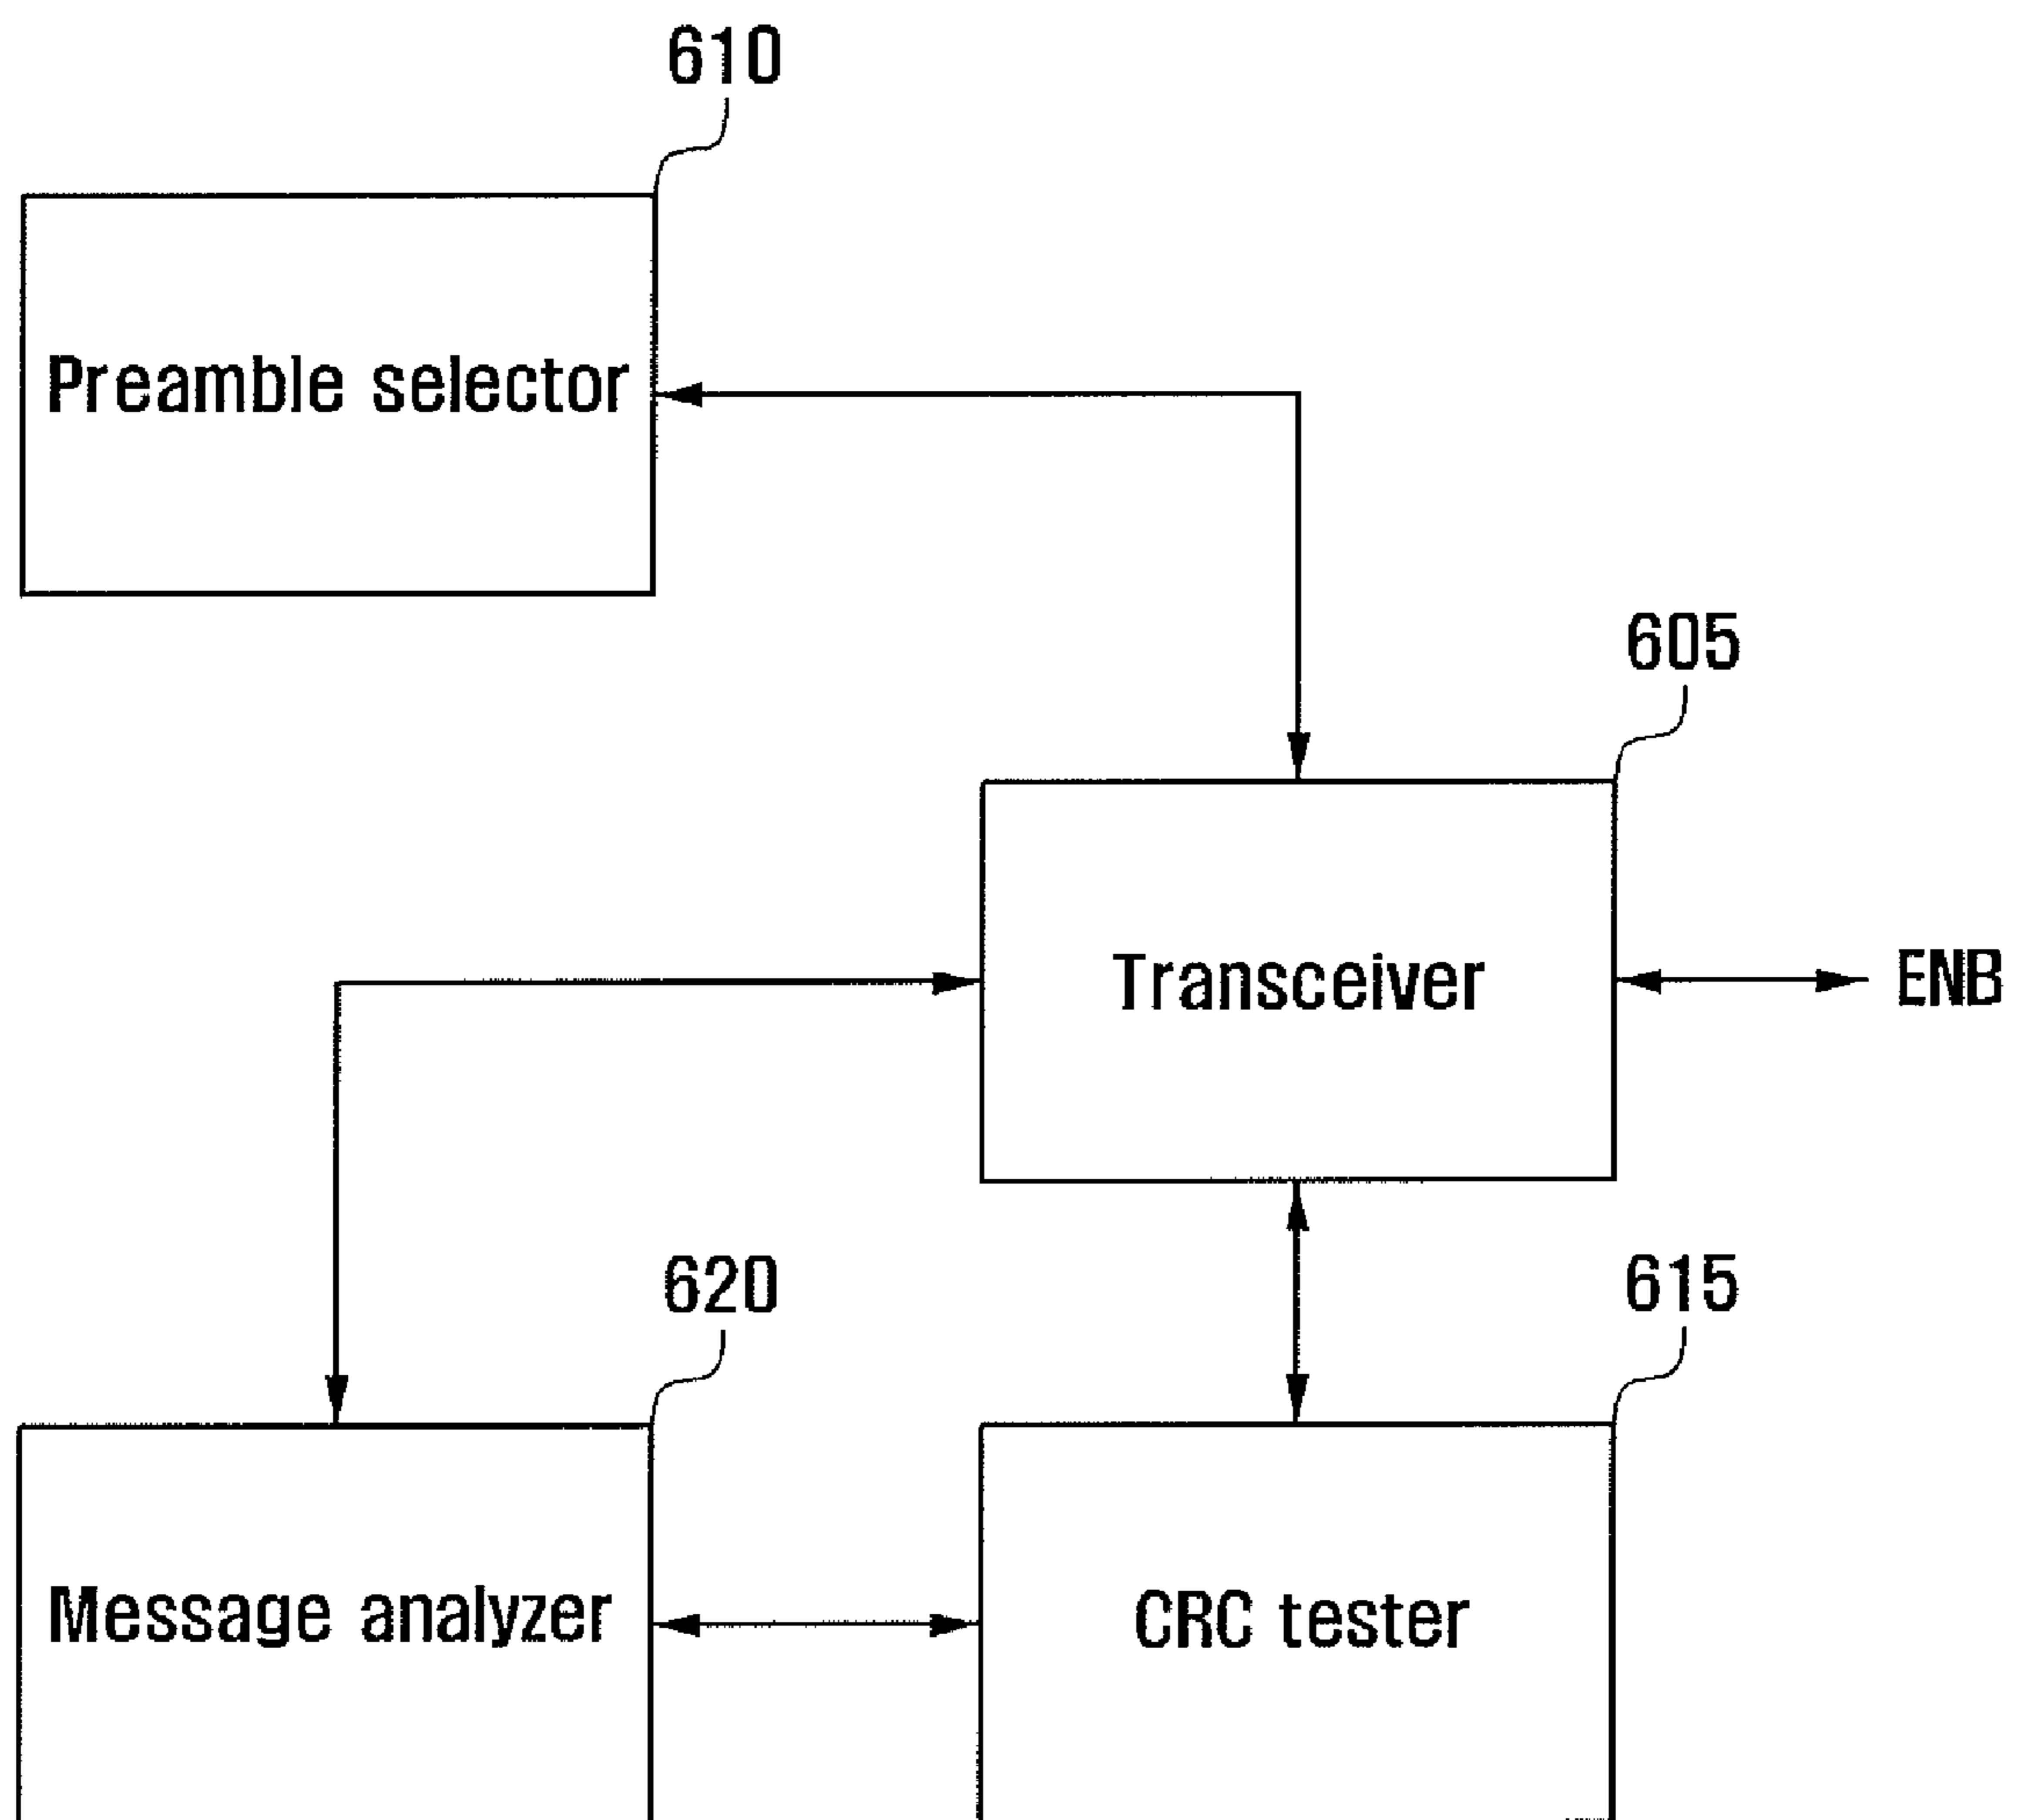 610
Preamble selector
605
Transceiver
ENB
620
615
Message analyzer
CRC tester